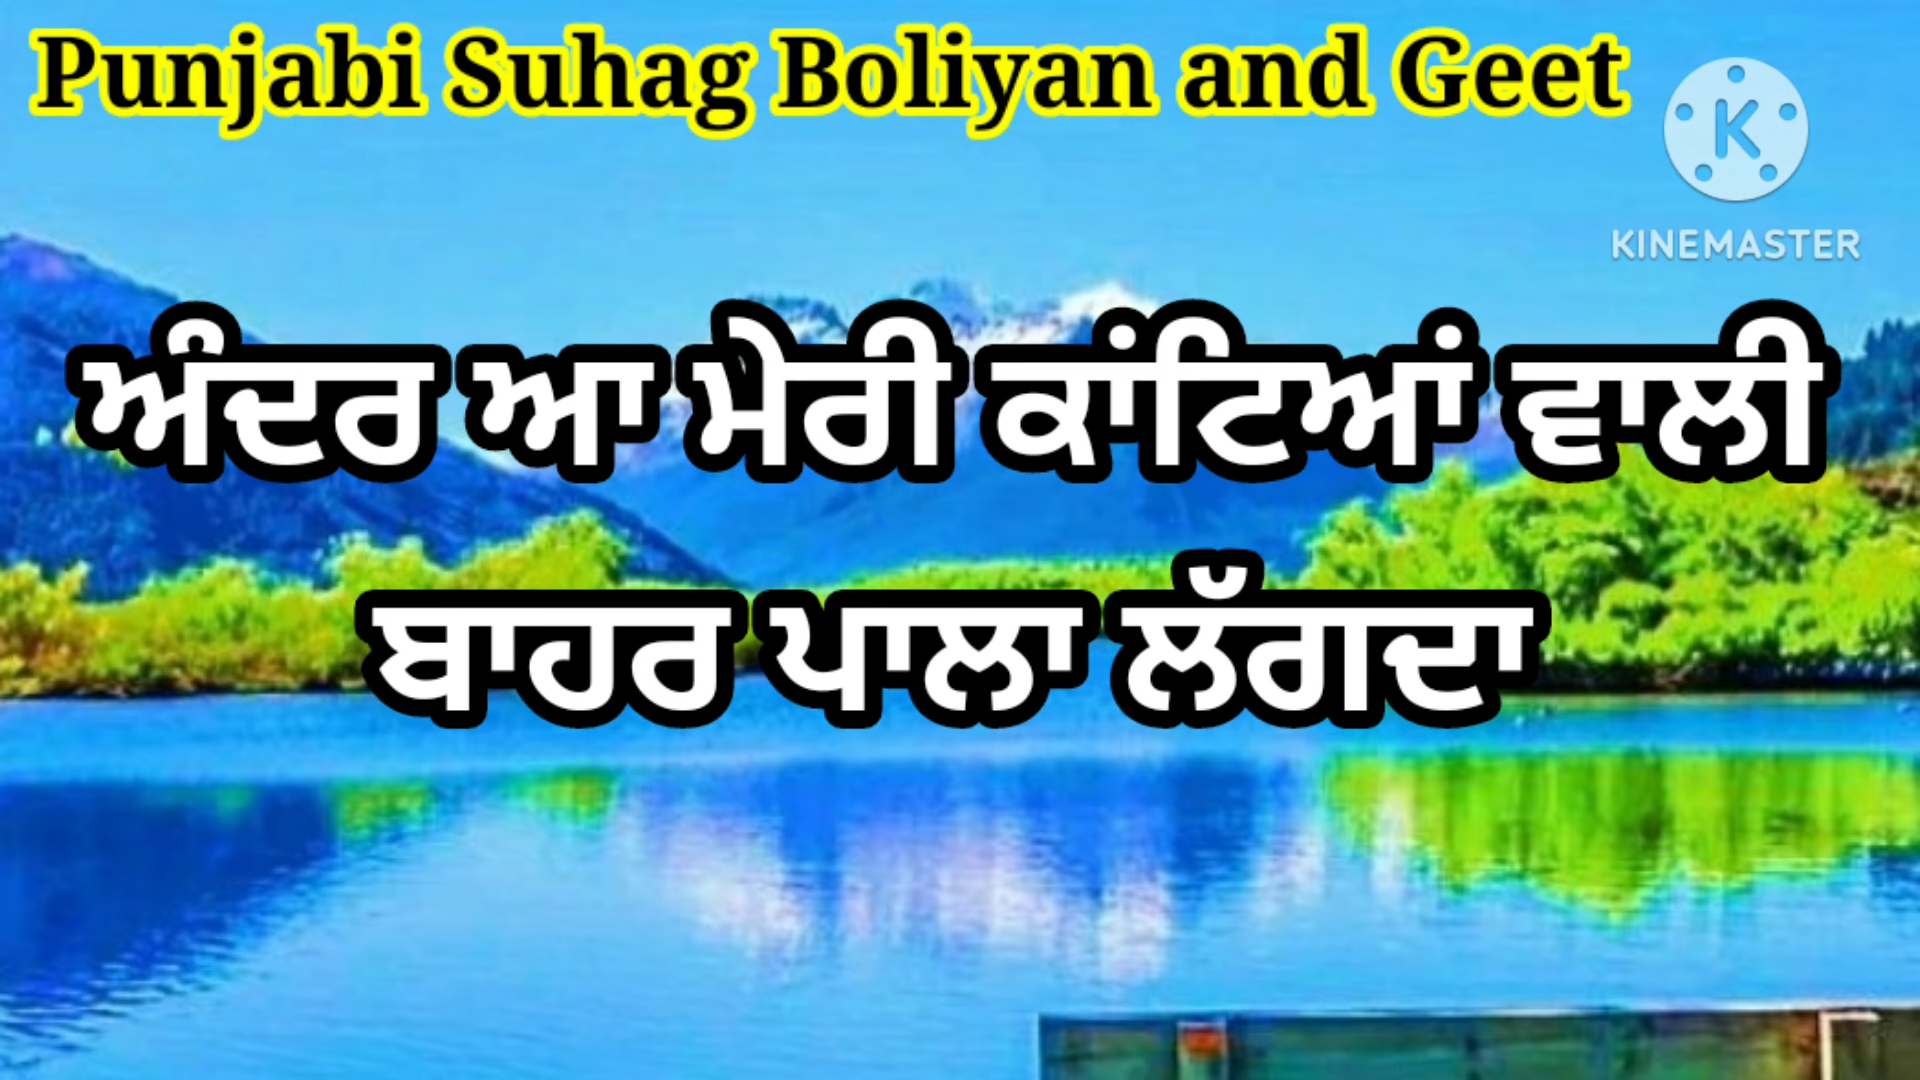 Punjabi Suhag Boliyan and Geet
KINEMASTER
ਅੰਦਰ ਆ ਮੇਰੀ ਕਾਂਟਿਆਂ ਵਾਲੀ
ਬਾਹਰ ਪਾਲਾ ਲੱਗਦਾ